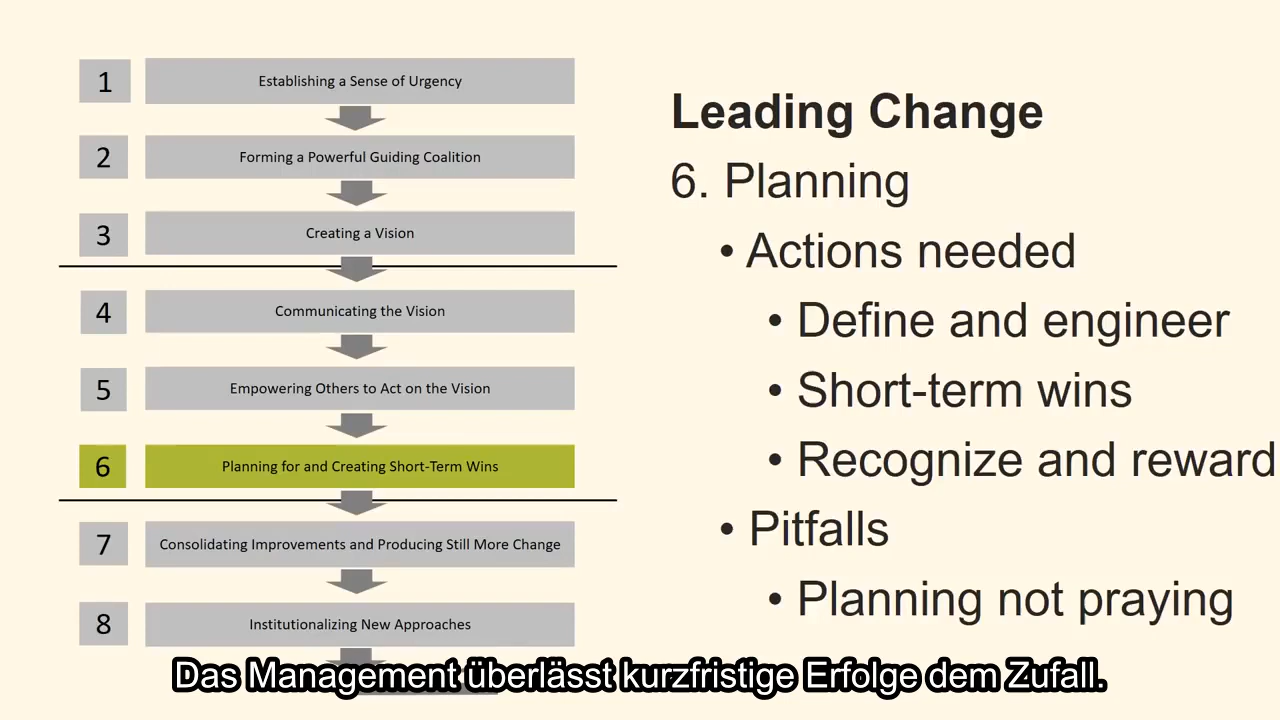 1 Establishing a Sense of Urgency
2 Forming a Powerful Guiding Coalition
3 Creating a Vision
4 Communicating the Vision
5 Empowering Others to Act on the Vision
6 Planning for and Creating Short-Term Wins
7 Consolidating Improvements and Producing Still More Change
8 Institutionalizing New Approaches
Leading Change
6. Planning
• Actions needed
• Define and engineer
• Short-term wins
• Recognize and reward
• Pitfalls
• Planning not praying
Das Management überlässt kurzfristige Erfolge dem Zufall.